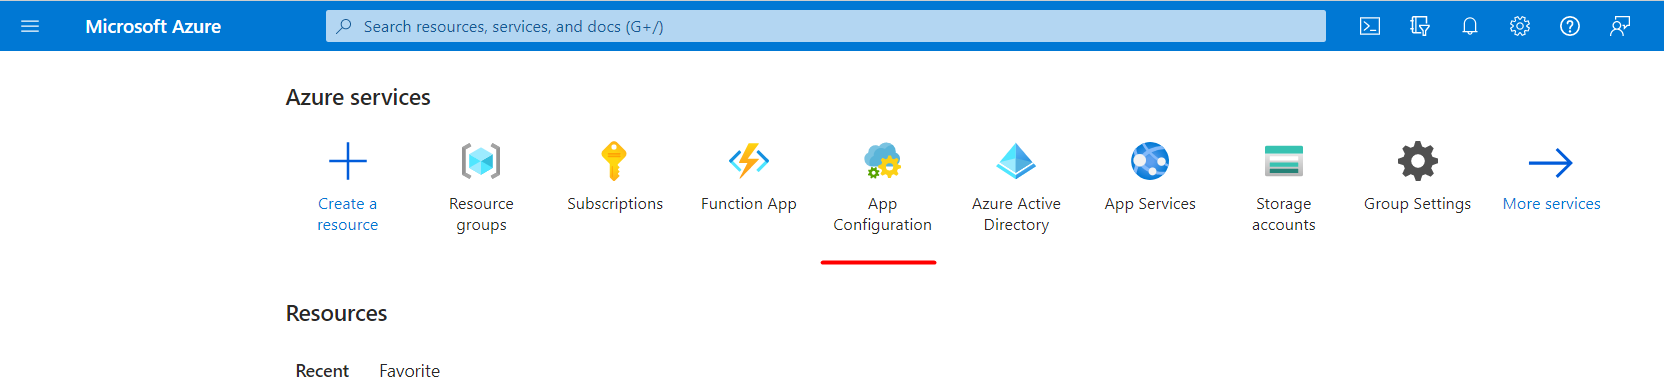 Microsoft Azure
Search resources, services, and docs (G+/)
Azure services
Create a
resource
Resource
groups
Subscriptions
Function App
App
Configuration
Azure Active
Directory
App Services
Storage
accounts
Group Settings
More services
Resources
Recent Favorite